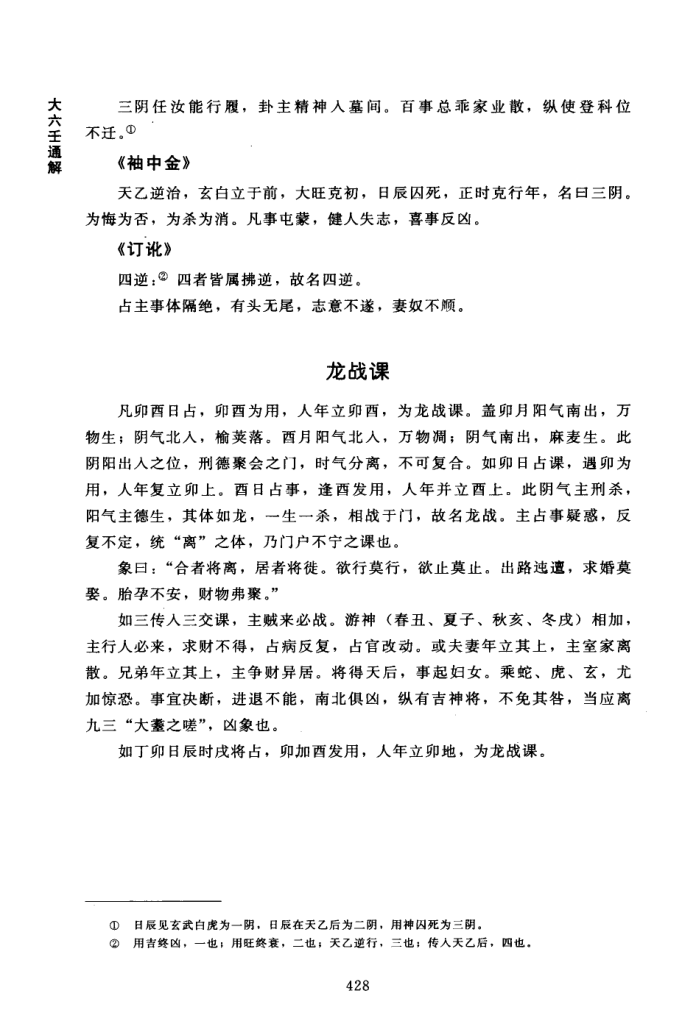 大六壬通解
三阴任汝能行履，卦主精神入墓间。百事总乖家业散，纵使登科位
不迁。①
《袖中金》
天乙逆治，玄白立于前，大旺克初，日辰囚死，正时克行年，名曰三阴。
为悔为否，为杀为消。凡事屯蒙，健人失志，喜事反凶。
《订讹》
四逆：② 四者皆属拂逆，故名四逆。
占主事体隔绝，有头无尾，志意不遂，妻奴不顺。
龙战课
凡卯酉日占，卯酉为用，人年立卯酉，为龙战课。盖卯月阳气南出，万
物生；阴气北入，榆荚落。酉月阳气北入，万物凋；阴气南出，麻麦生。此
阴阳出入之位，刑德聚会之门，时气分离，不可复合。如卯日占课，遇卯为
用，人年复立卯上。酉日占事，逢酉发用，人年并立酉上。此阴气主刑杀，
阳气主德生，其体如龙，一生一杀，相战于门，故名龙战。主占事疑惑，反
复不定，统“离”之体，乃门户不宁之课也。
象曰：“合者将离，居者将徙。欲行莫行，欲止莫止。出路迍邅，求婚莫
娶。胎孕不安，财物弗聚。”
如三传入三交课，主贼来必战。游神（春丑、夏子、秋亥、冬戌）相加，
主行人必来，求财不得，占病反复，占官改动。或夫妻年立其上，主室家离
散。兄弟年立其上，主争财异居。将得天后，事起妇女。乘蛇、虎、玄，尤
加惊恐。事宜决断，进退不能，南北俱凶，纵有吉神将，不免其咎，当应离
九三“大耋之嗟”，凶象也。
如丁卯日辰时戌将占，卯加酉发用，人年立卯地，为龙战课。
① 日辰见玄武白虎为一阴，日辰在天乙后为二阴，用神囚死为三阴。
② 用吉终凶，一也；用旺终衰，二也；天乙逆行，三也；传入天乙后，四也。
428